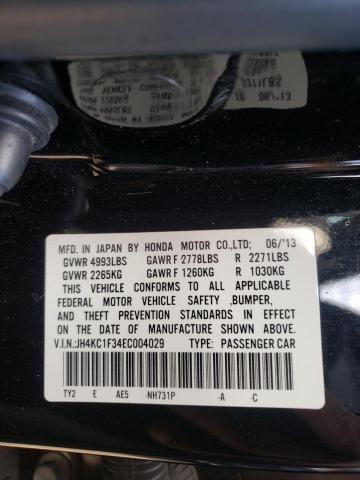 MFD. IN JAPAN BY HONDA MOTOR CO.,LTD; 06/'13
GVWR 4993LBS GAWR F 2778LBS R 2271LBS
GVWR 2265KG GAWR F 1260KG R 1030KG
THIS VEHICLE CONFORMS TO ALL APPLICABLE
FEDERAL MOTOR VEHICLE SAFETY ,BUMPER,
AND THEFT PREVENTION STANDARDS IN EFFECT
ON THE DATE OF MANUFACTURE SHOWN ABOVE.
V.I.N.:JH4KC1F34EC004029 TYPE: PASSENGER CAR
TY2 E AE5 -NH731P -A -C